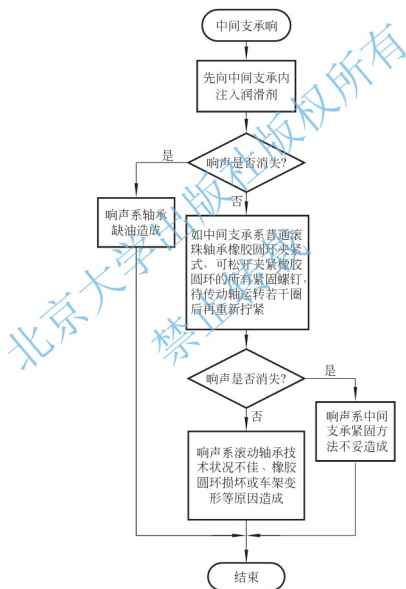 中间支承响
先向中间支承内
注入润滑剂
响声是否消失?
是
否
响声系轴承
缺油造成
如中间支承系普通滚
珠轴承橡胶圆环夹紧
式，可松开夹紧橡胶
圆环的所有紧固螺钉，
待传动轴运转若干圈
后再重新拧紧
响声是否消失?
是
否
响声系中间
支承紧固方
法不妥造成
响声系滚动轴承技
术状况不佳、橡胶
圆环损坏或车架变
形等原因造成
结束
北京大学出版社版权所有
禁止转载